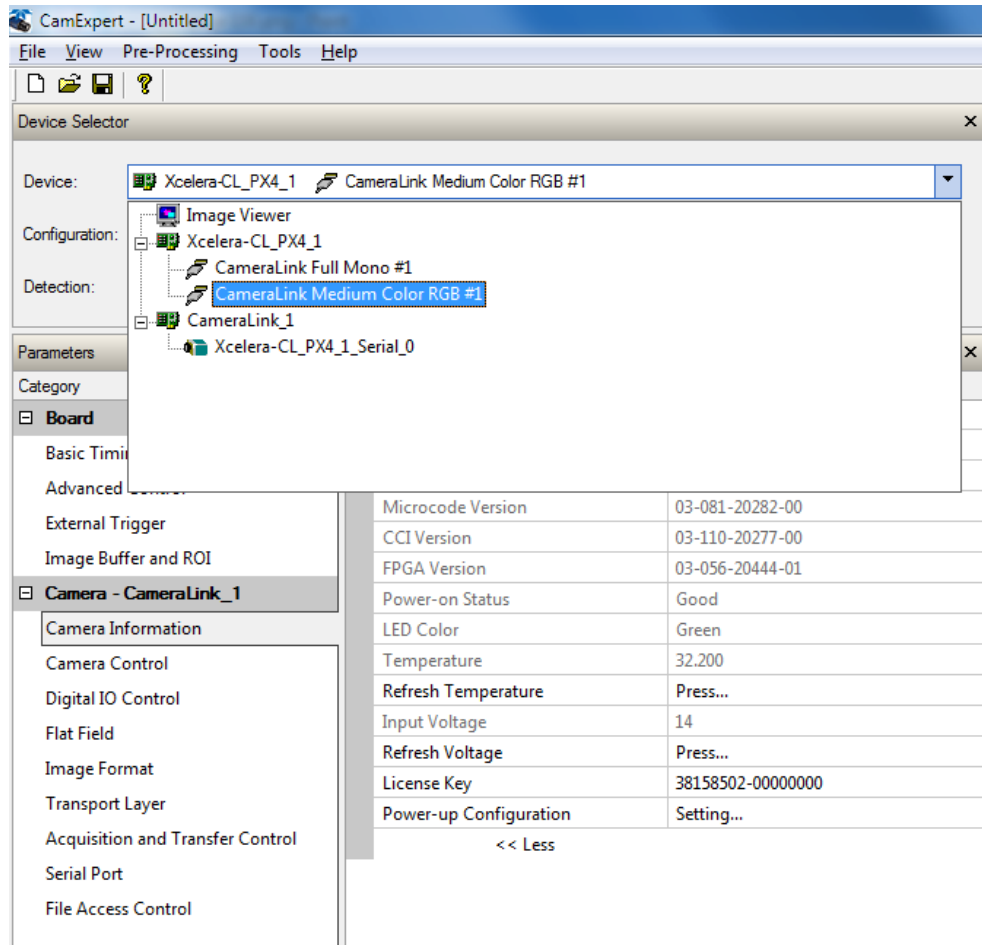 CamExpert - [Untitled]
File View Pre-Processing Tools Help
Device Selector
Device: Xcelera-CL_PX4_1 CameraLink Medium Color RGB #1
Image Viewer
Configuration: Xcelera-CL_PX4_1
CameraLink Full Mono #1
Detection: CameraLink Medium Color RGB #1
CameraLink_1
Parameters Xcelera-CL_PX4_1_Serial_0
Category
Board
Basic
Advanced
Microcode Version 03-081-20282-00
External Trigger
CCI Version 03-110-20277-00
Image Buffer and ROI
FPGA Version 03-056-20444-01
Camera - CameraLink_1
Power-on Status Good
Camera Information LED Color Green
Camera Control Temperature 32.200
Digital IO Control Refresh Temperature Press...
Input Voltage 14
Flat Field
Refresh Voltage Press...
Image Format
License Key 38158502-00000000
Transport Layer
Power-up Configuration Setting...
Acquisition and Transfer Control << Less
Serial Port
File Access Control